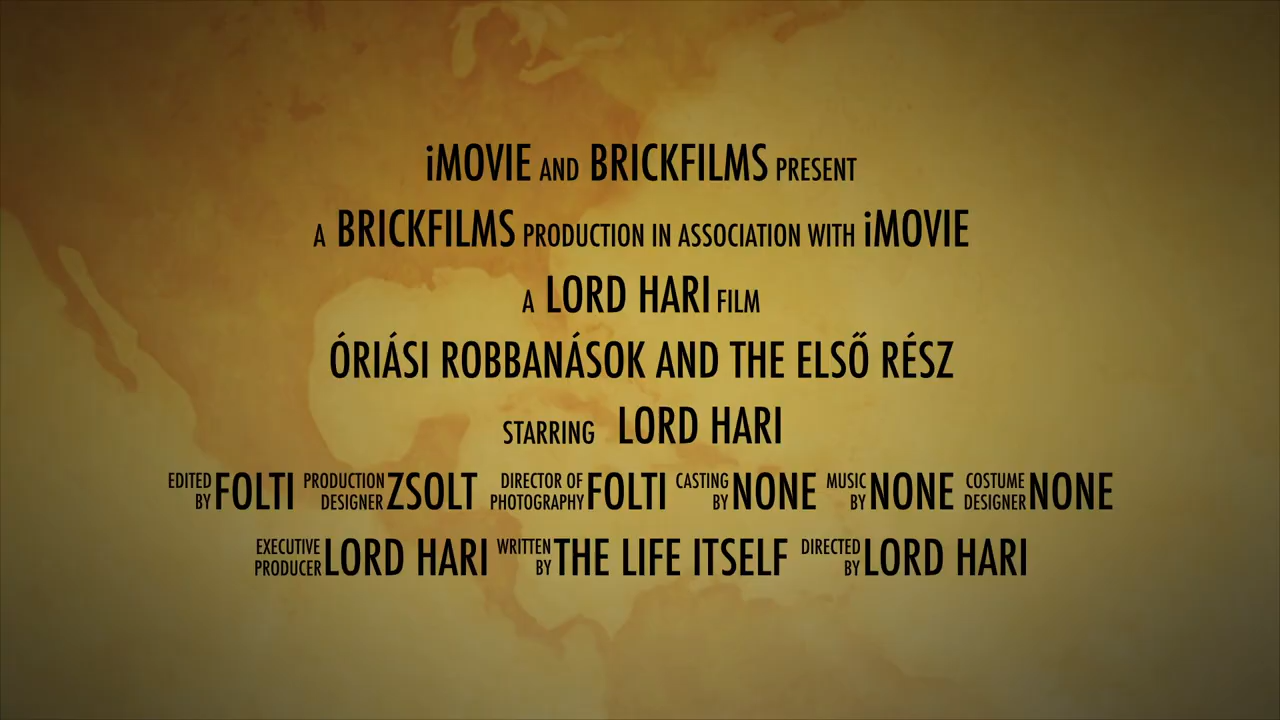 iMOVIE AND BRICKFILMS PRESENT
A BRICKFILMS PRODUCTION IN ASSOCIATION WITH iMOVIE
A LORD HARI FILM
ÓRIÁSI ROBBANÁSOK AND THE ELSŐ RÉSZ
STARRING LORD HARI
EDITED BY FOLTI PRODUCTION DESIGNER ZSOLT DIRECTOR OF PHOTOGRAPHY FOLTI CASTING BY NONE MUSIC BY NONE COSTUME DESIGNER NONE
EXECUTIVE PRODUCER LORD HARI WRITTEN BY THE LIFE ITSELF DIRECTED BY LORD HARI